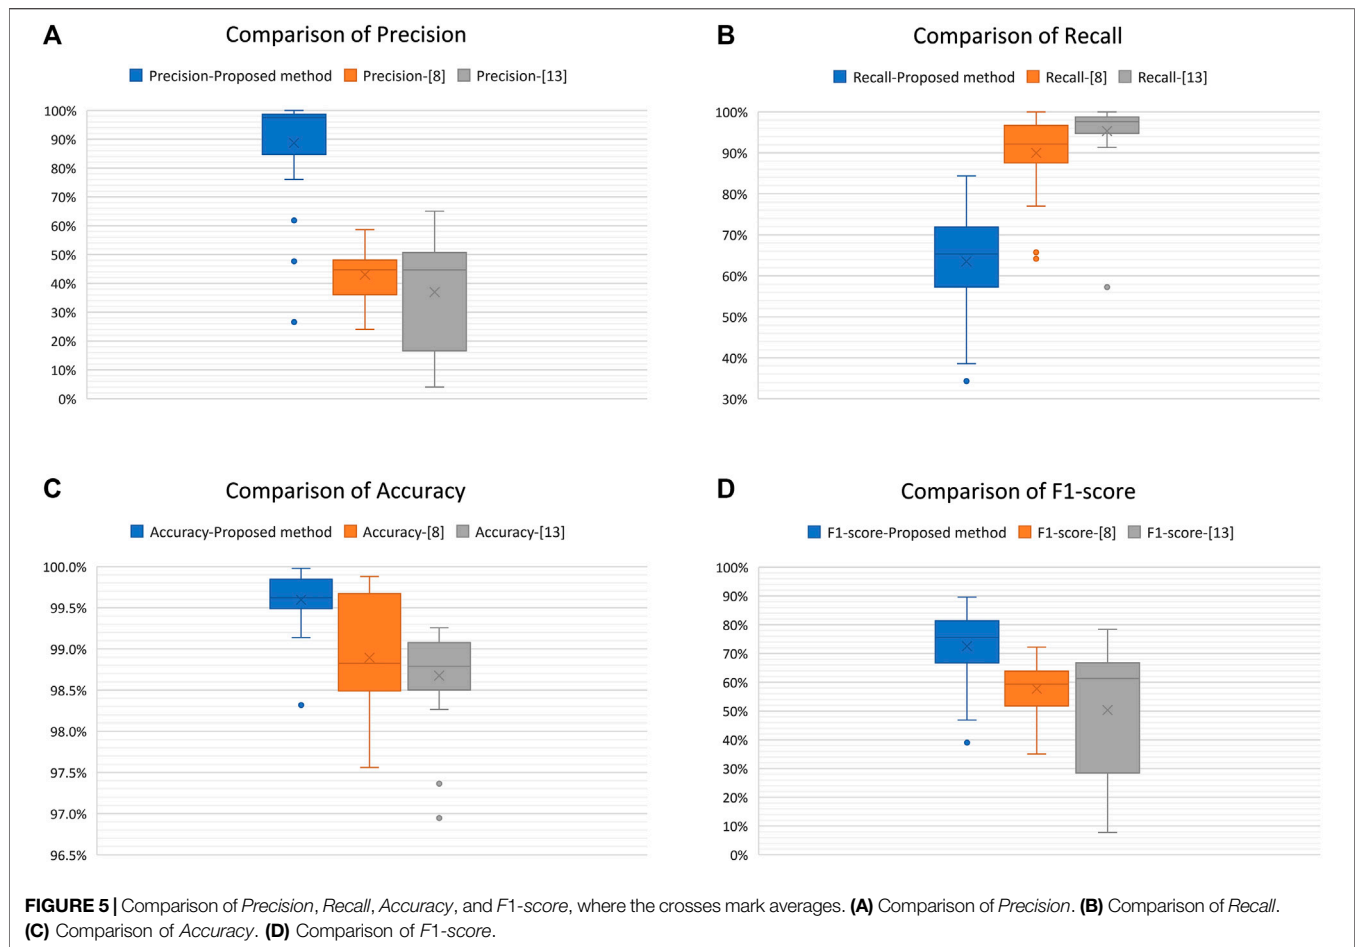 A
Comparison of Precision
Precision-Proposed method Precision-[8] Precision-[13]
100%
90%
80%
70%
60%
50%
40%
30%
20%
10%
0%
B
Comparison of Recall
Recall-Proposed method Recall-[8] Recall-[13]
100%
90%
80%
70%
60%
50%
40%
30%
C
Comparison of Accuracy
Accuracy-Proposed method Accuracy-[8] Accuracy-[13]
100.0%
99.5%
99.0%
98.5%
98.0%
97.5%
97.0%
96.5%
D
Comparison of F1-score
F1-score-Proposed method F1-score-[8] F1-score-[13]
100%
90%
80%
70%
60%
50%
40%
30%
20%
10%
0%
FIGURE 5 | Comparison of Precision, Recall, Accuracy, and F1-score, where the crosses mark averages. (A) Comparison of Precision. (B) Comparison of Recall.
(C) Comparison of Accuracy. (D) Comparison of F1-score.